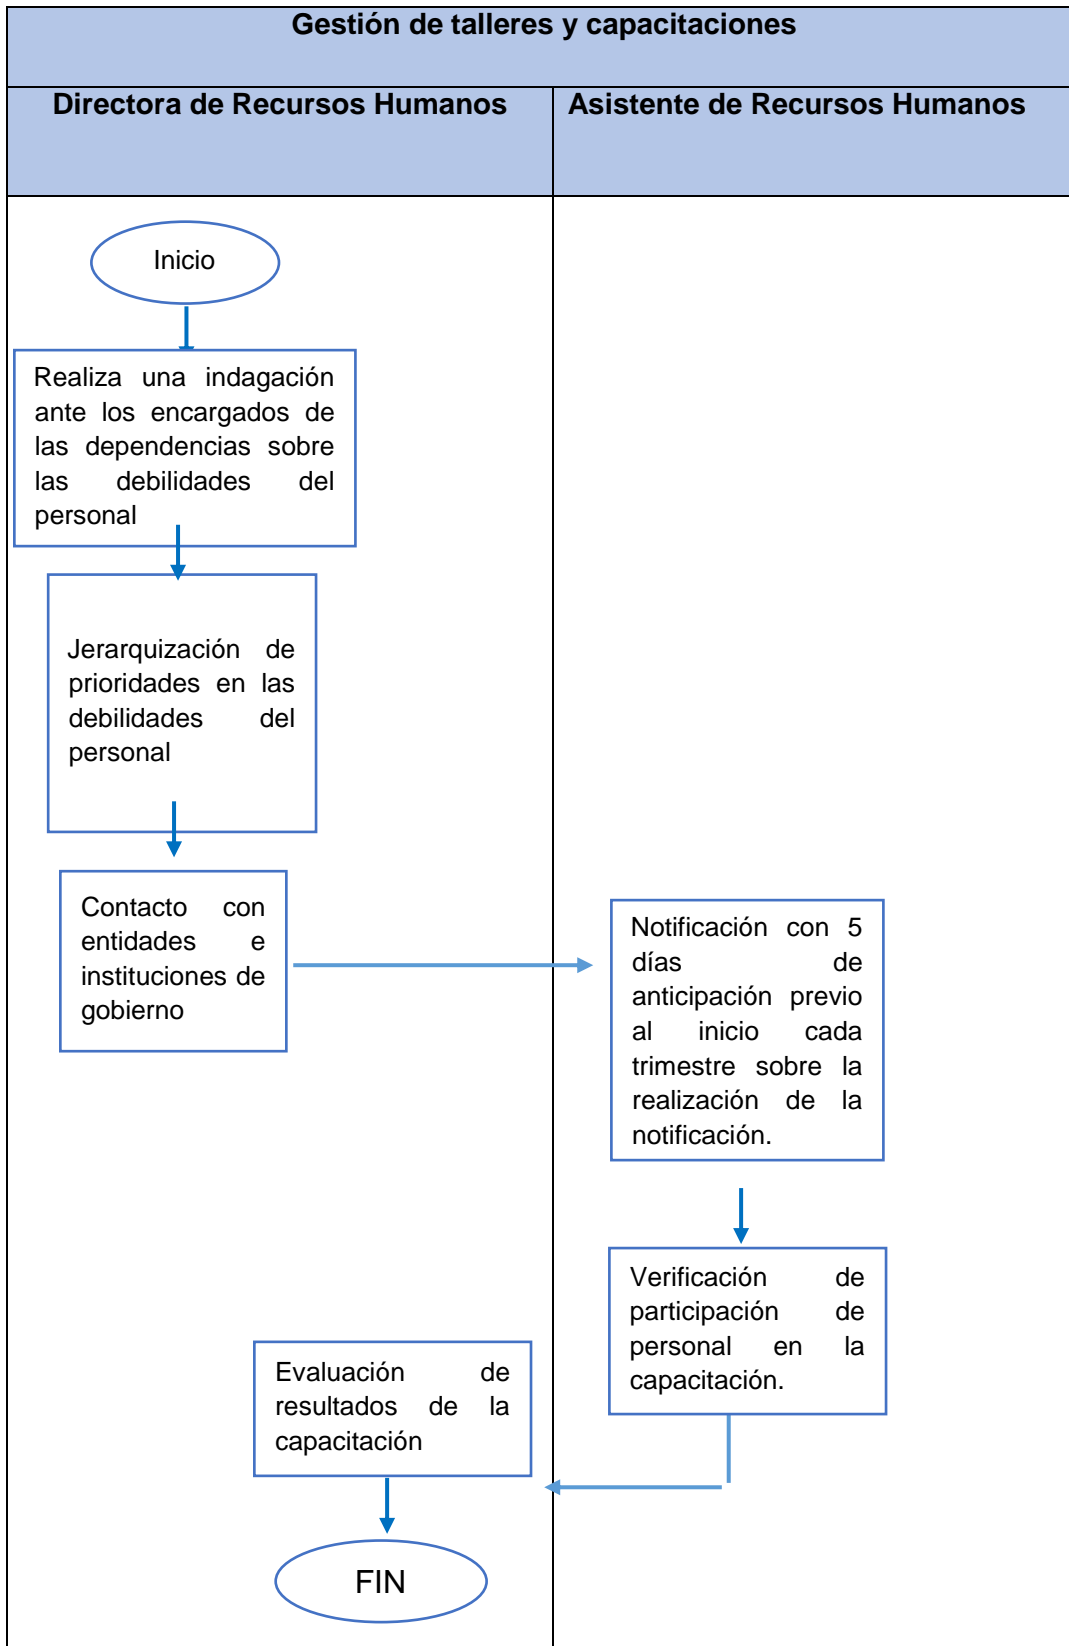 Gestión de talleres y capacitaciones
Directora de Recursos Humanos
Asistente de Recursos Humanos
Inicio
Realiza una indagación
ante los encargados de
las dependencias sobre
las debilidades del
personal
Jerarquización de
prioridades en las
debilidades del
personal
Contacto con
entidades e
instituciones de
gobierno
Notificación con 5
días de
anticipación previo
al inicio cada
trimestre sobre la
realización de la
notificación.
Verificación de
participación de
personal en la
capacitación.
Evaluación de
resultados de la
capacitación
FIN